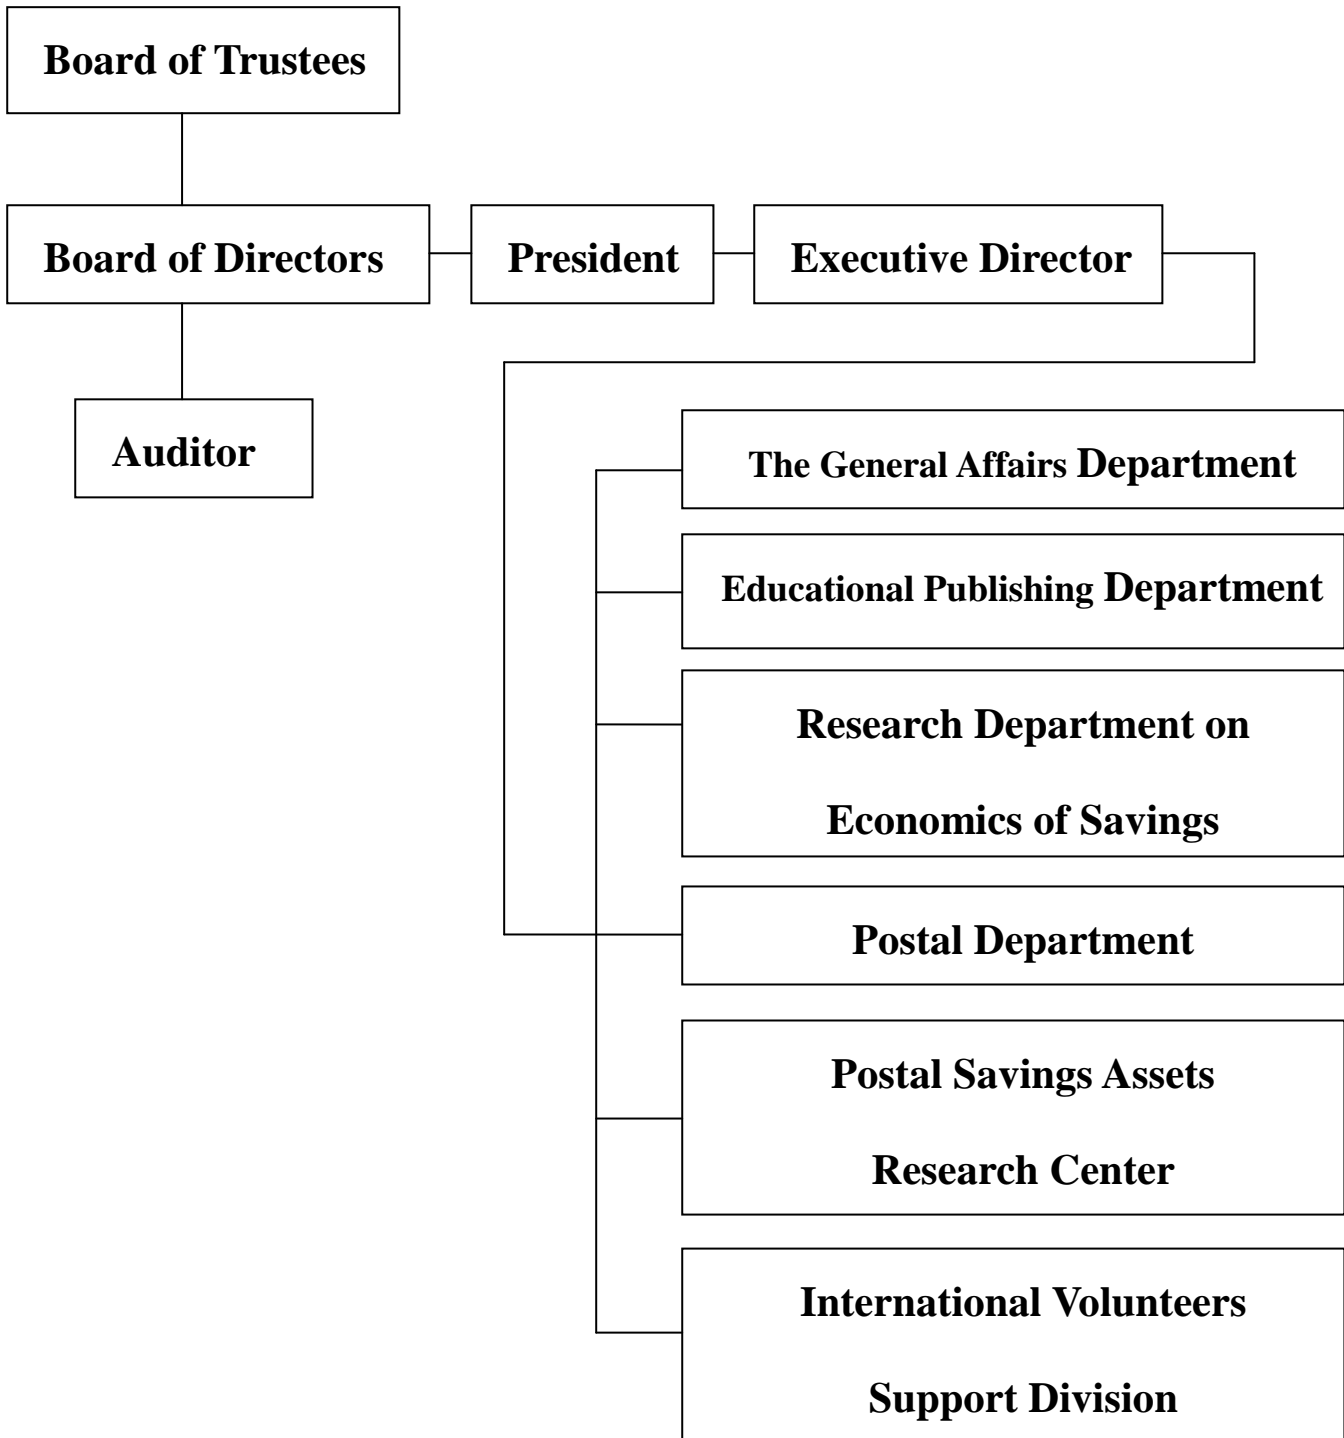 Board of Trustees
Board of Directors
President
Executive Director
Auditor
The General Affairs Department
Educational Publishing Department
Research Department on
Economics of Savings
Postal Department
Postal Savings Assets
Research Center
International Volunteers
Support Division